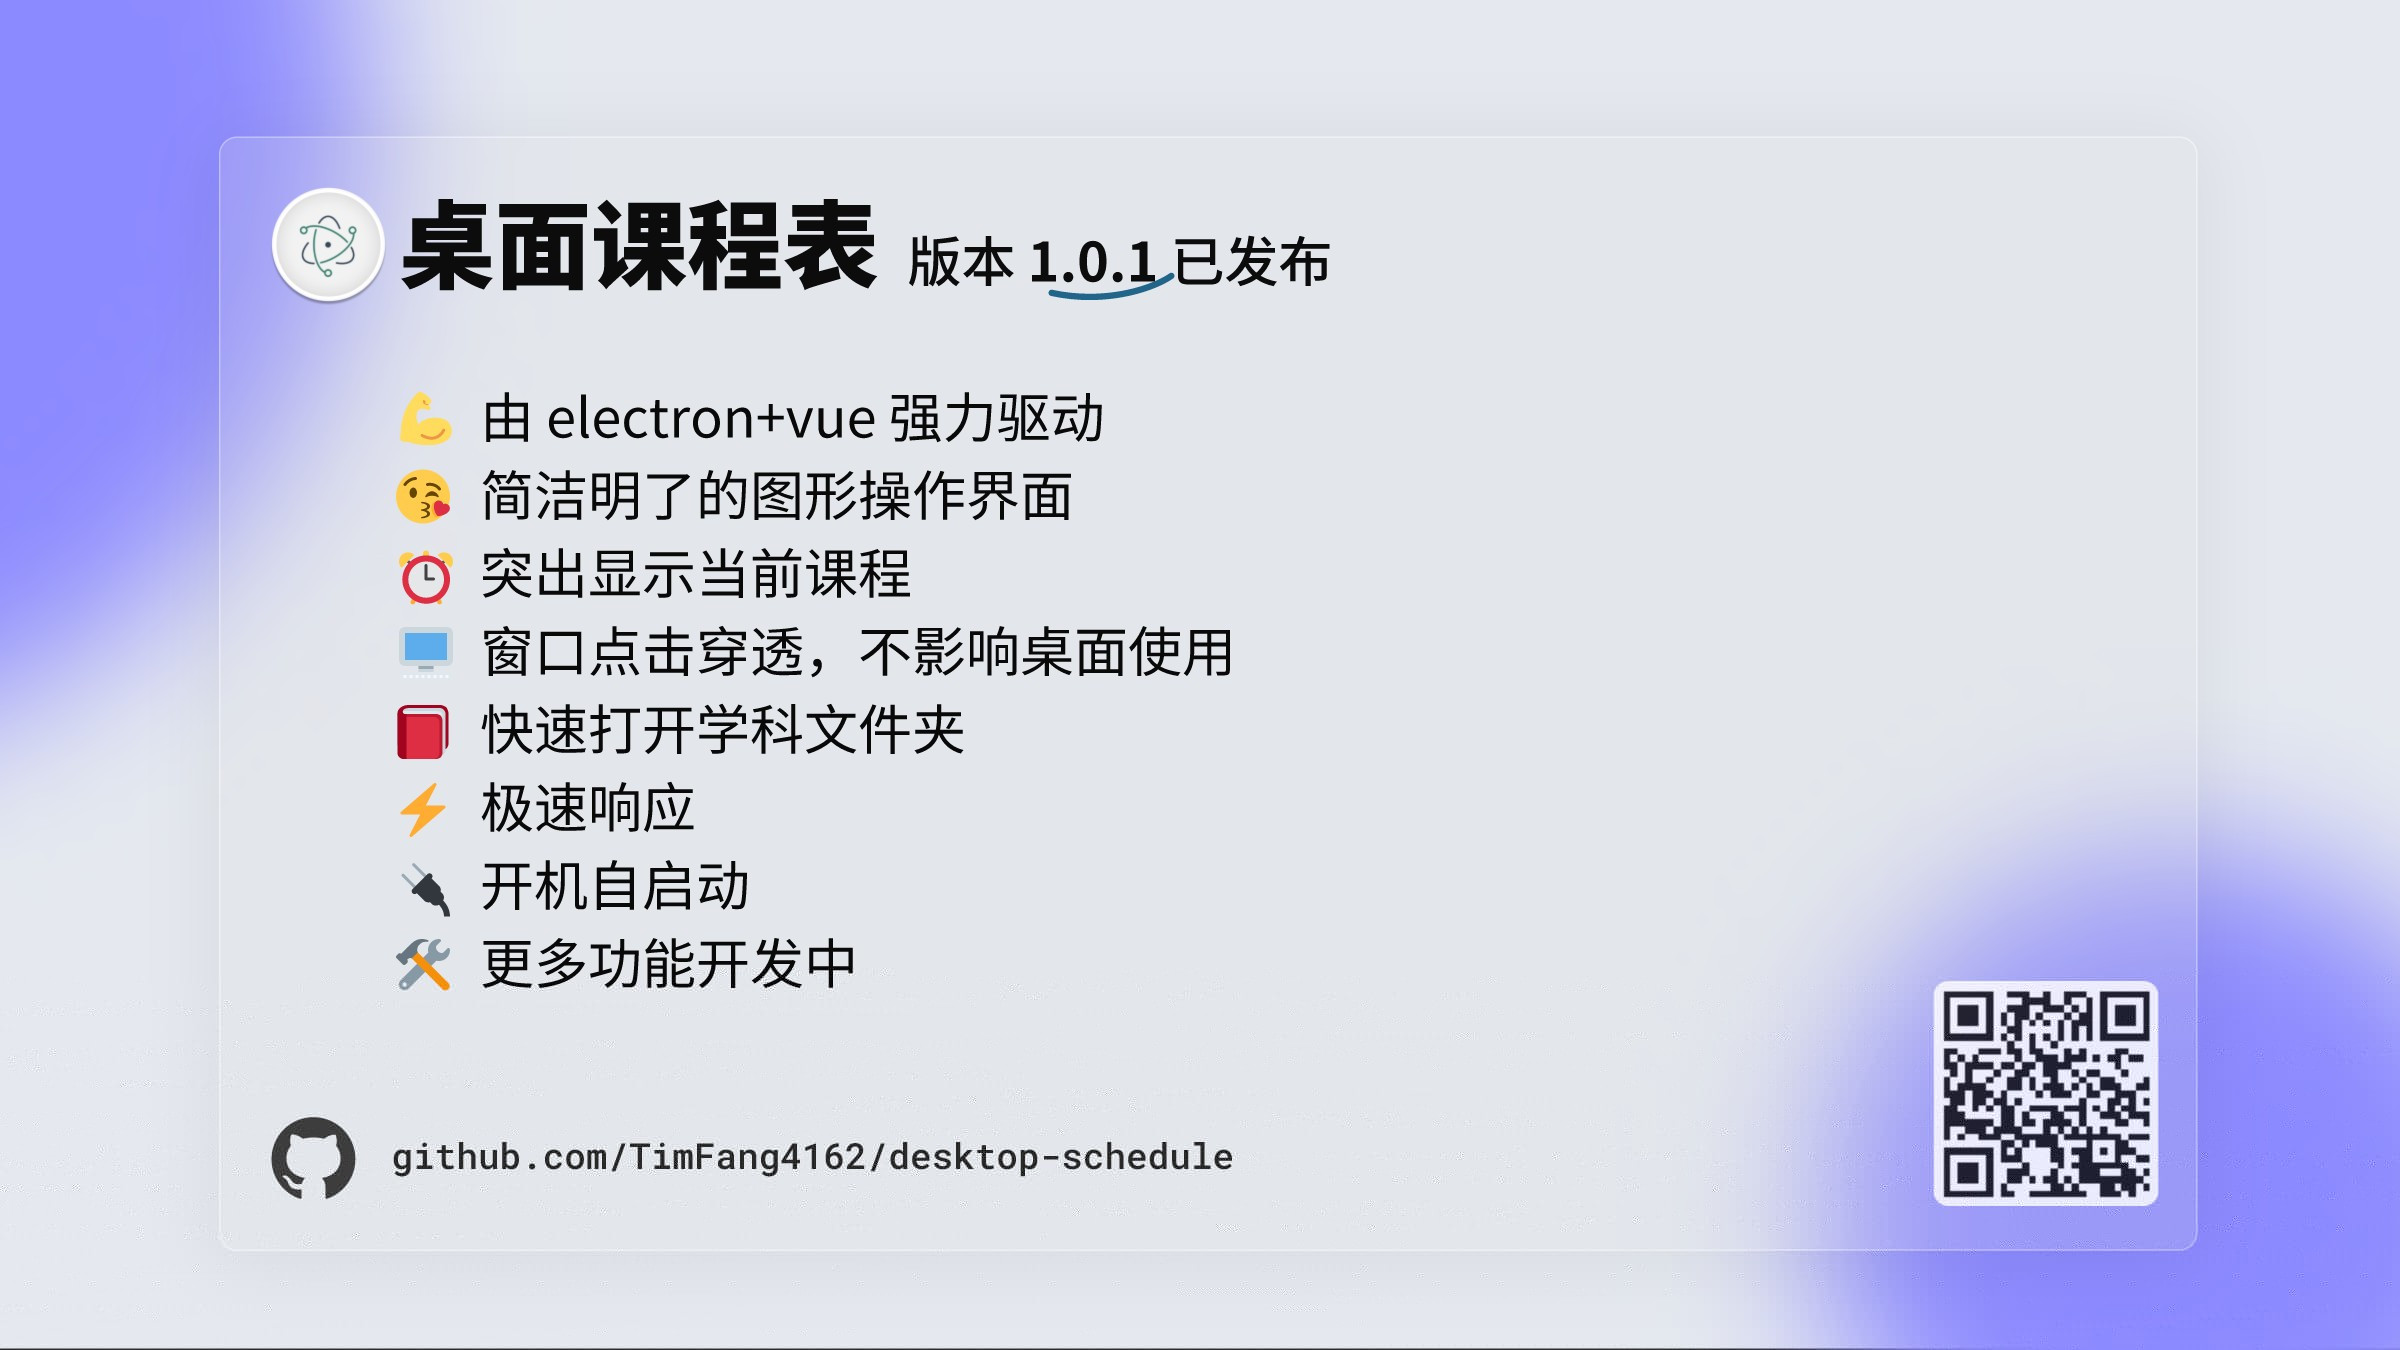 桌面课程表 版本 1.0.1 已发布
由 electron+vue 强力驱动
简洁明了的图形操作界面
突出显示当前课程
窗口点击穿透，不影响桌面使用
快速打开学科文件夹
极速响应
开机自启动
更多功能开发中
github.com/TimFang4162/desktop-schedule